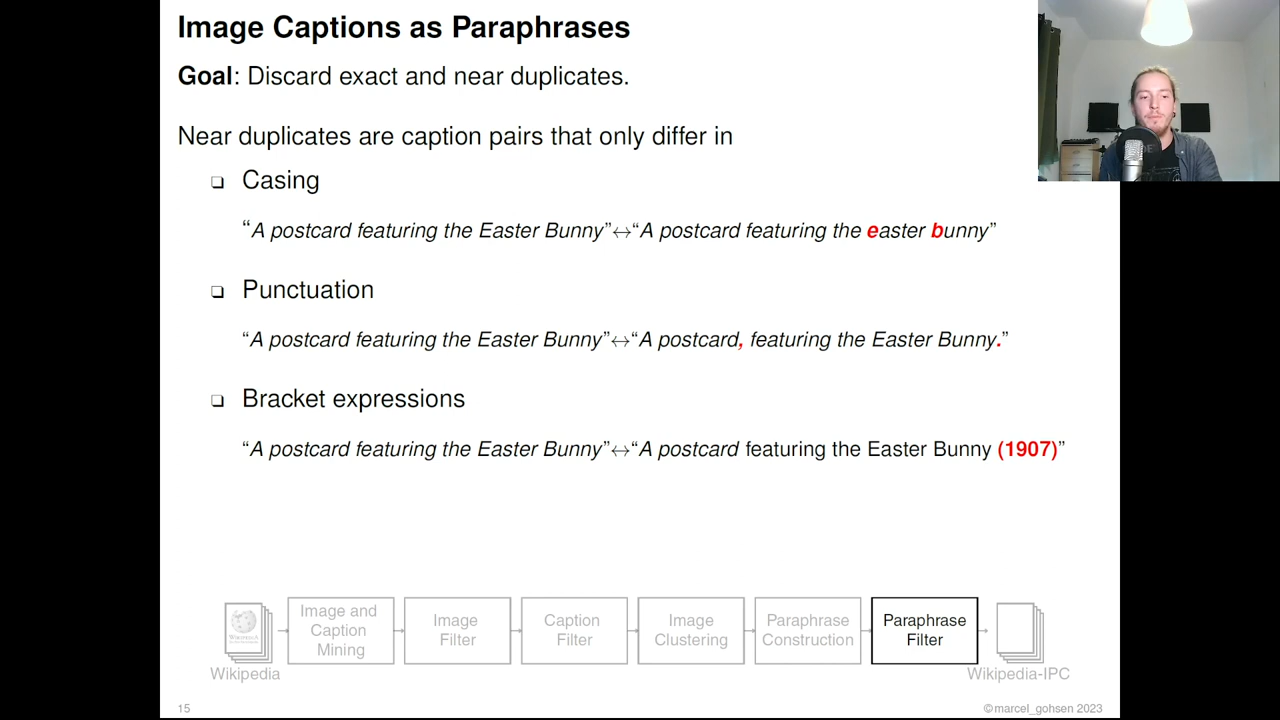 Image Captions as Paraphrases
Goal: Discard exact and near duplicates.
Near duplicates are caption pairs that only differ in
❏ Casing
“A postcard featuring the Easter Bunny”↔“A postcard featuring the easter bunny”
❏ Punctuation
“A postcard featuring the Easter Bunny”↔“A postcard, featuring the Easter Bunny.”
❏ Bracket expressions
“A postcard featuring the Easter Bunny”↔“A postcard featuring the Easter Bunny (1907)”
Wikipedia
Image and
Caption
Mining
Image
Filter
Caption
Filter
Image
Clustering
Paraphrase
Construction
Paraphrase
Filter
Wikipedia-IPC
15
©marcel_gohsen 2023